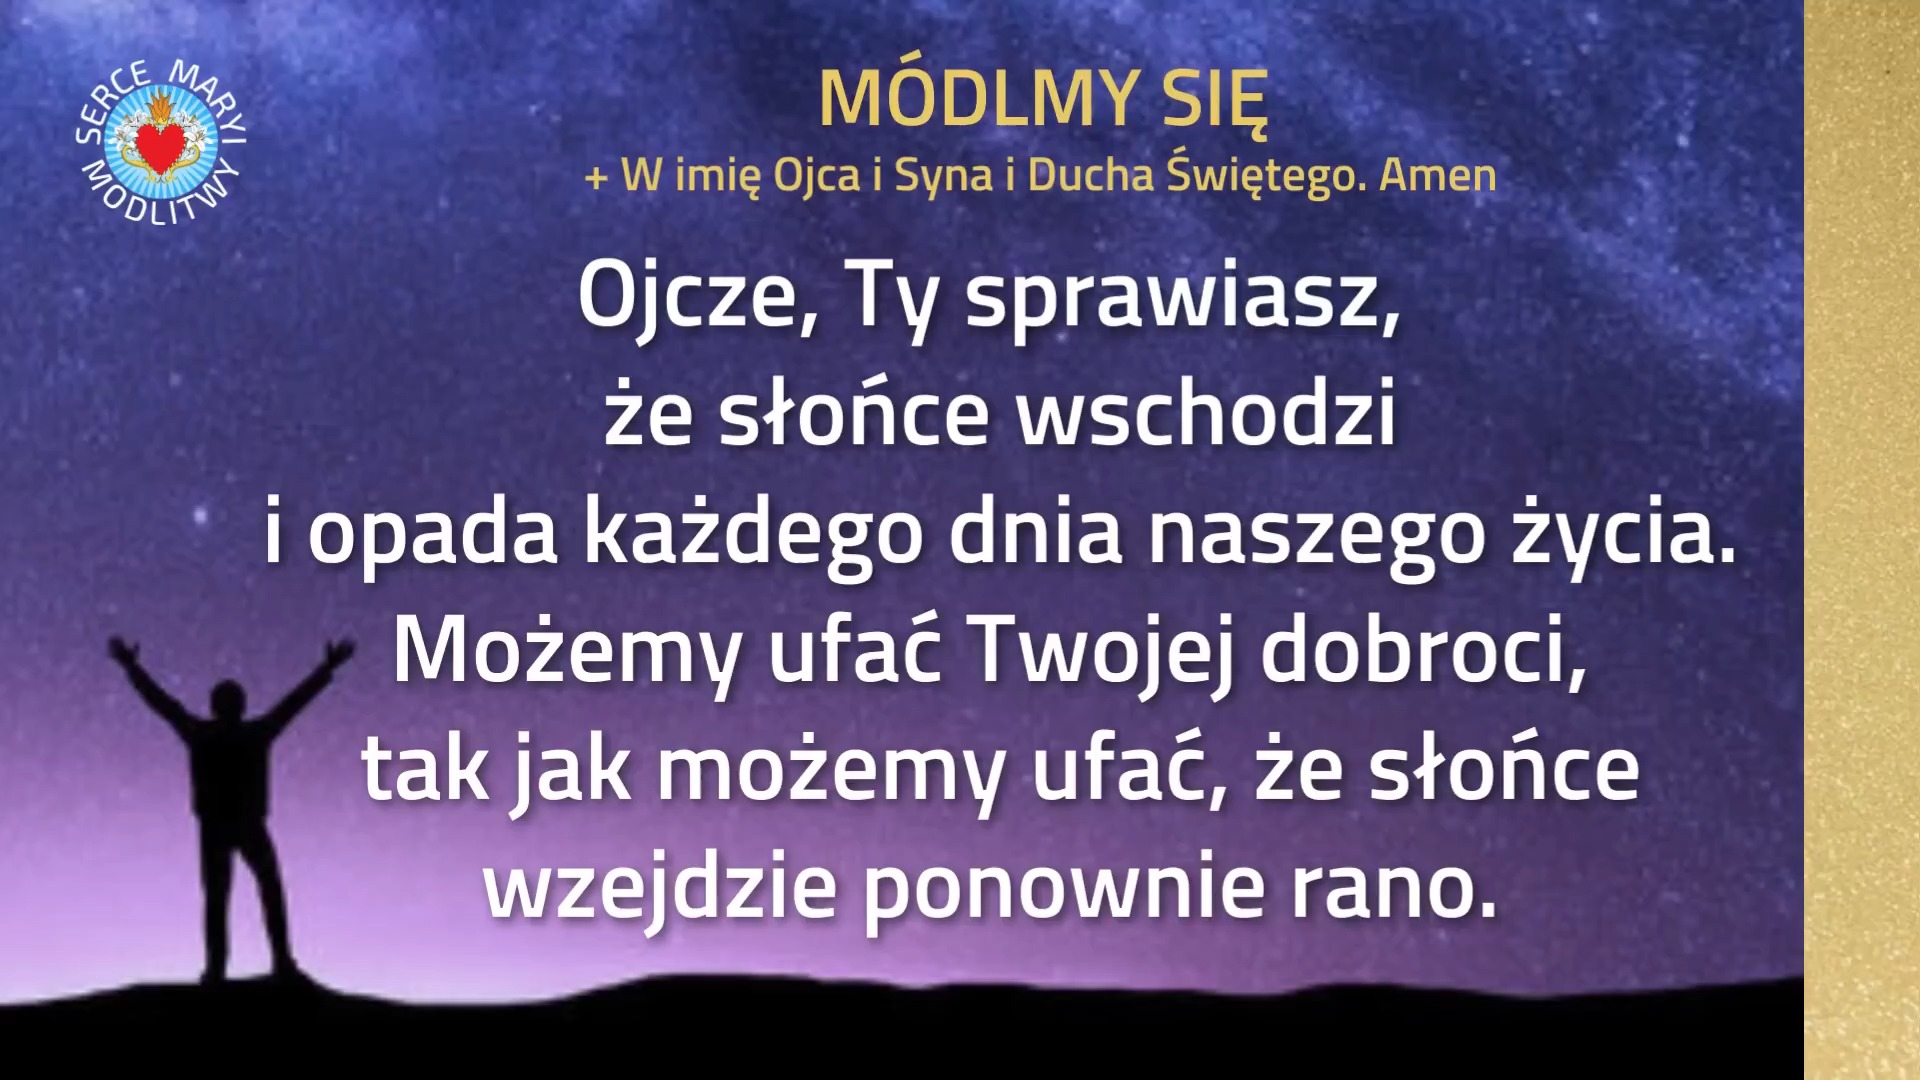 SERCE MARYI
MODLITWY
MÓDLMY SIĘ
+ W imię Ojca i Syna i Ducha Świętego. Amen
Ojcze, Ty sprawiasz,
że słońce wschodzi
i opada każdego dnia naszego życia.
Możemy ufać Twojej dobroci,
tak jak możemy ufać, że słońce
wzejdzie ponownie rano.